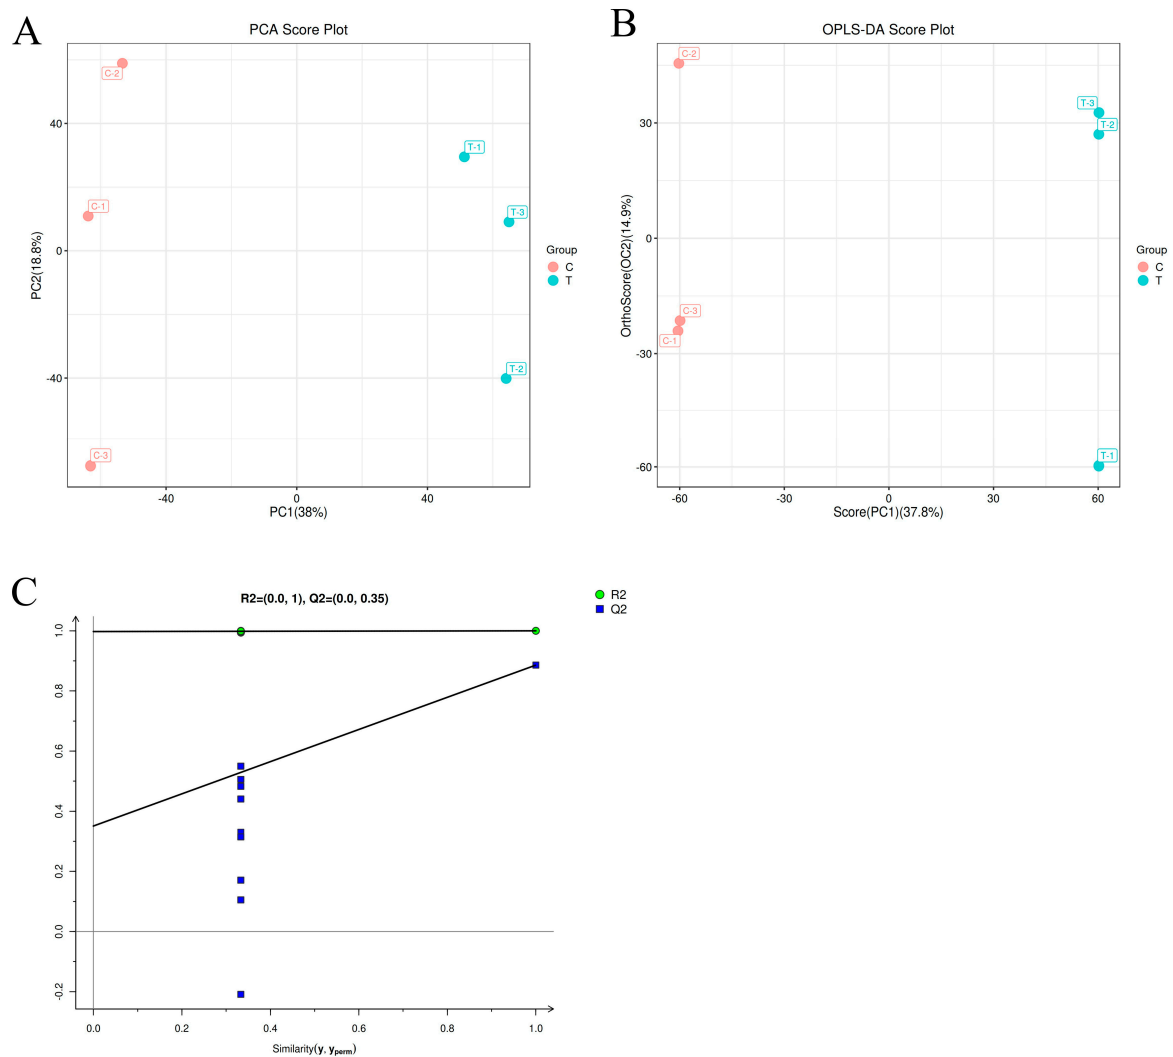 A
PCA Score Plot
C-2
C-1
C-3
T-1
T-3
T-2
40
0
-40
PC2(18.8%)
-40
0
40
PC1(38%)
Group
C
T
B
OPLS-DA Score Plot
C-2
C-3
C-1
T-3
T-2
T-1
30
0
-30
-60
OrthoScore(OC2)(14.9%)
-60
-30
0
30
60
Score(PC1)(37.8%)
Group
C
T
C
R2=(0.0, 1), Q2=(0.0, 0.35)
R2
Q2
1.0
0.8
0.6
0.4
0.2
0.0
-0.2
0.0
0.2
0.4
0.6
0.8
1.0
Similarity(y, yperm)